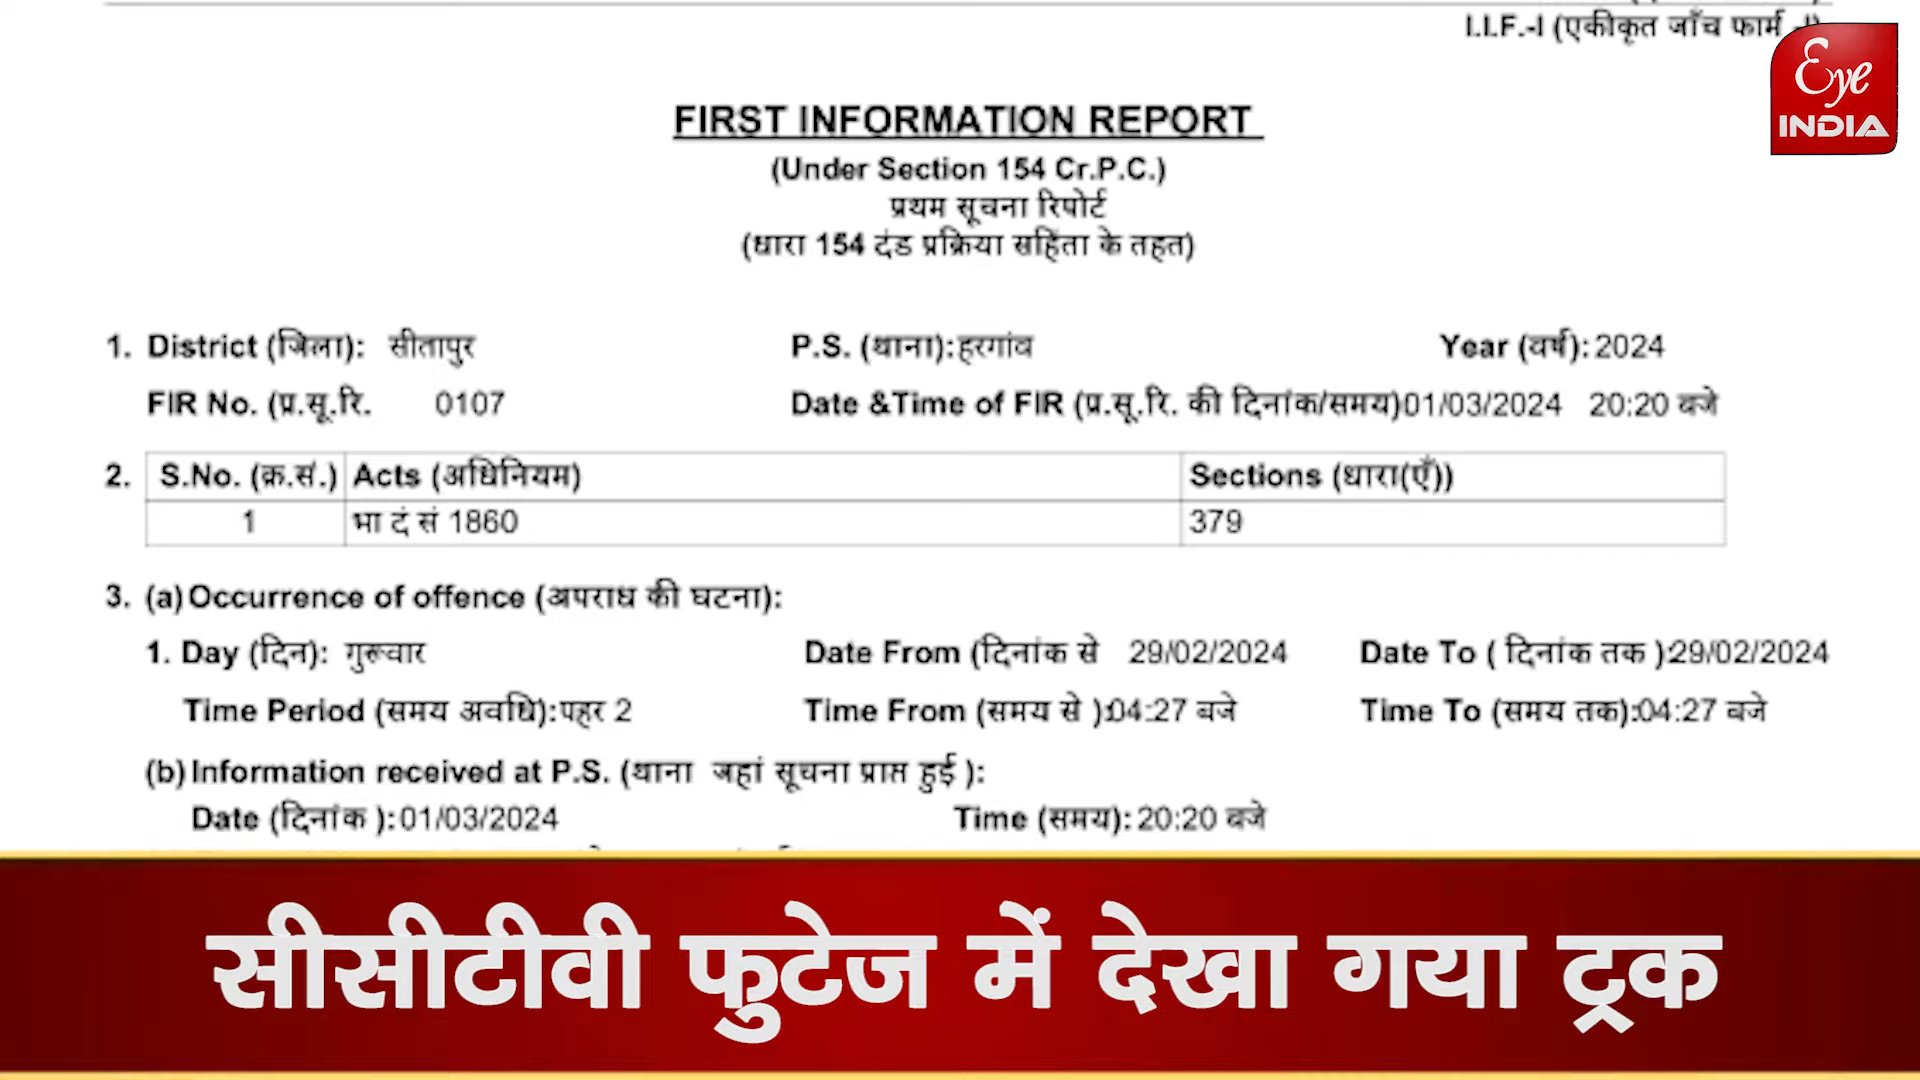 I.I.F.-I (एकीकृत जाँच फार्म -I)
Eye
INDIA
FIRST INFORMATION REPORT
(Under Section 154 Cr.P.C.)
प्रथम सूचना रिपोर्ट
(धारा 154 दंड प्रक्रिया सहिंता के तहत)
1. District (जिला): सीतापुर P.S. (थाना):हरगांव Year (वर्ष): 2024
FIR No. (प्र.सू.रि. 0107 Date &Time of FIR (प्र.सू.रि. की दिनांक/समय)01/03/2024 20:20 बजे
2. S.No. (क्र.सं.) Acts (अधिनियम) Sections (धारा(एँ))
1 भा दं सं 1860 379
3. (a) Occurrence of offence (अपराध की घटना):
1. Day (दिन): गुरूवार Date From (दिनांक से 29/02/2024 Date To ( दिनांक तक ):29/02/2024
Time Period (समय अवधि):पहर 2 Time From (समय से ):04:27 बजे Time To (समय तक):04:27 बजे
(b) Information received at P.S. (थाना जहां सूचना प्राप्त हुई ):
Date (दिनांक ): 01/03/2024 Time (समय): 20:20 बजे
सीसीटीवी फुटेज में देखा गया ट्रक